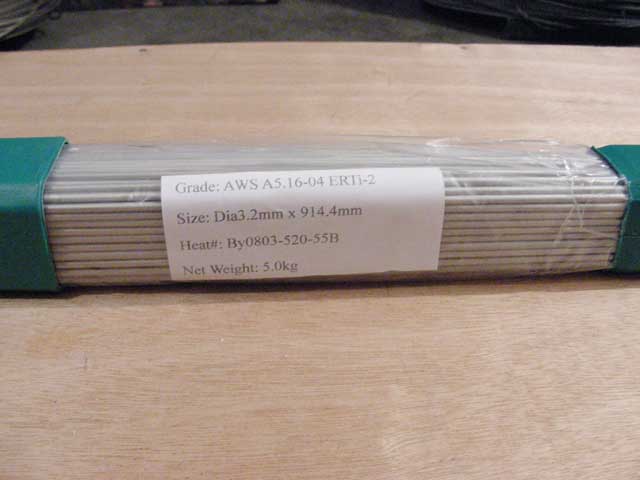 Grade: AWS A5.16-04 ERTi-2
Size: Dia3.2mm x 914.4mm
Heat#: By0803-520-55B
Net Weight: 5.0kg